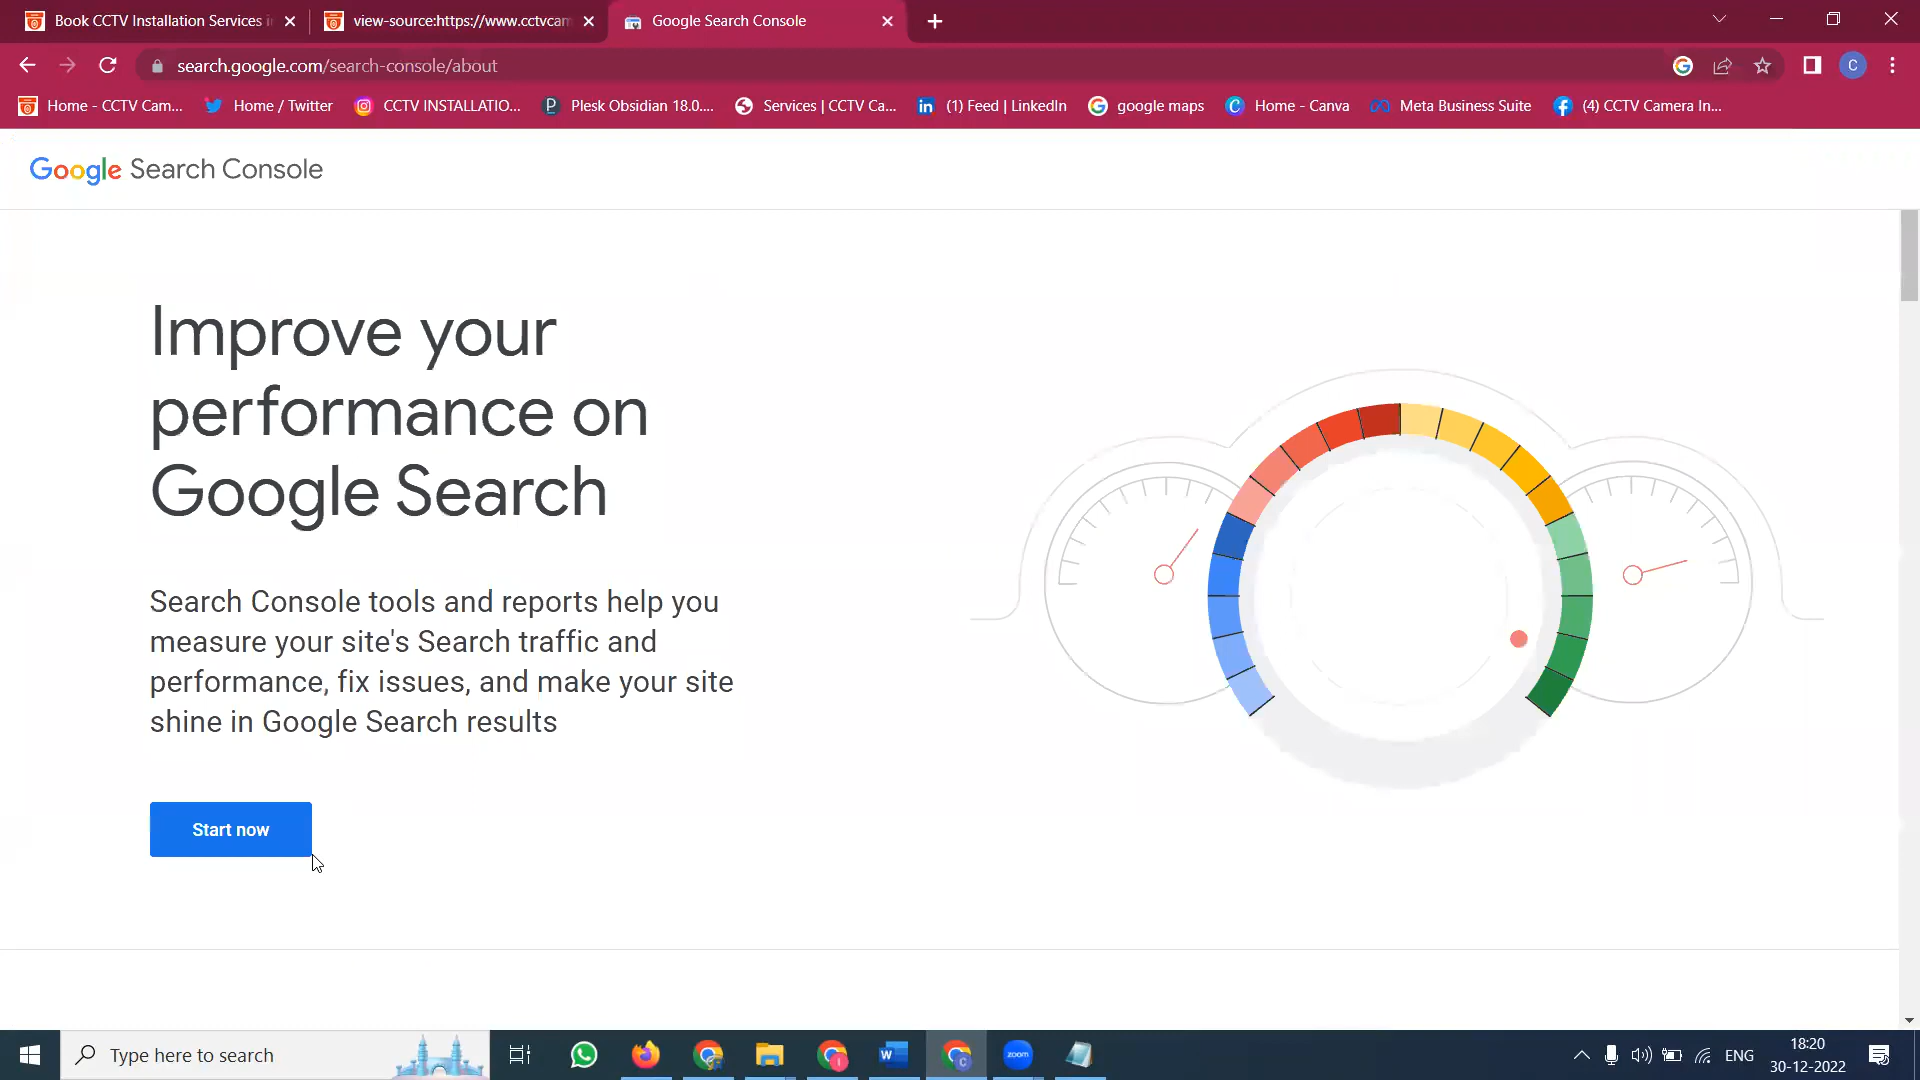 Book CCTV Installation Services i
view-source:https://www.cctvcam
Google Search Console
search.google.com/search-console/about
C
Home - CCTV Cam...
Home / Twitter
CCTV INSTALLATIO...
Plesk Obsidian 18.0....
Services | CCTV Ca...
(1) Feed | LinkedIn
google maps
Home - Canva
Meta Business Suite
(4) CCTV Camera In...
Google Search Console
Improve your
performance on
Google Search
Search Console tools and reports help you
measure your site's Search traffic and
performance, fix issues, and make your site
shine in Google Search results
Start now
Type here to search
zoom
ENG
18:20
30-12-2022